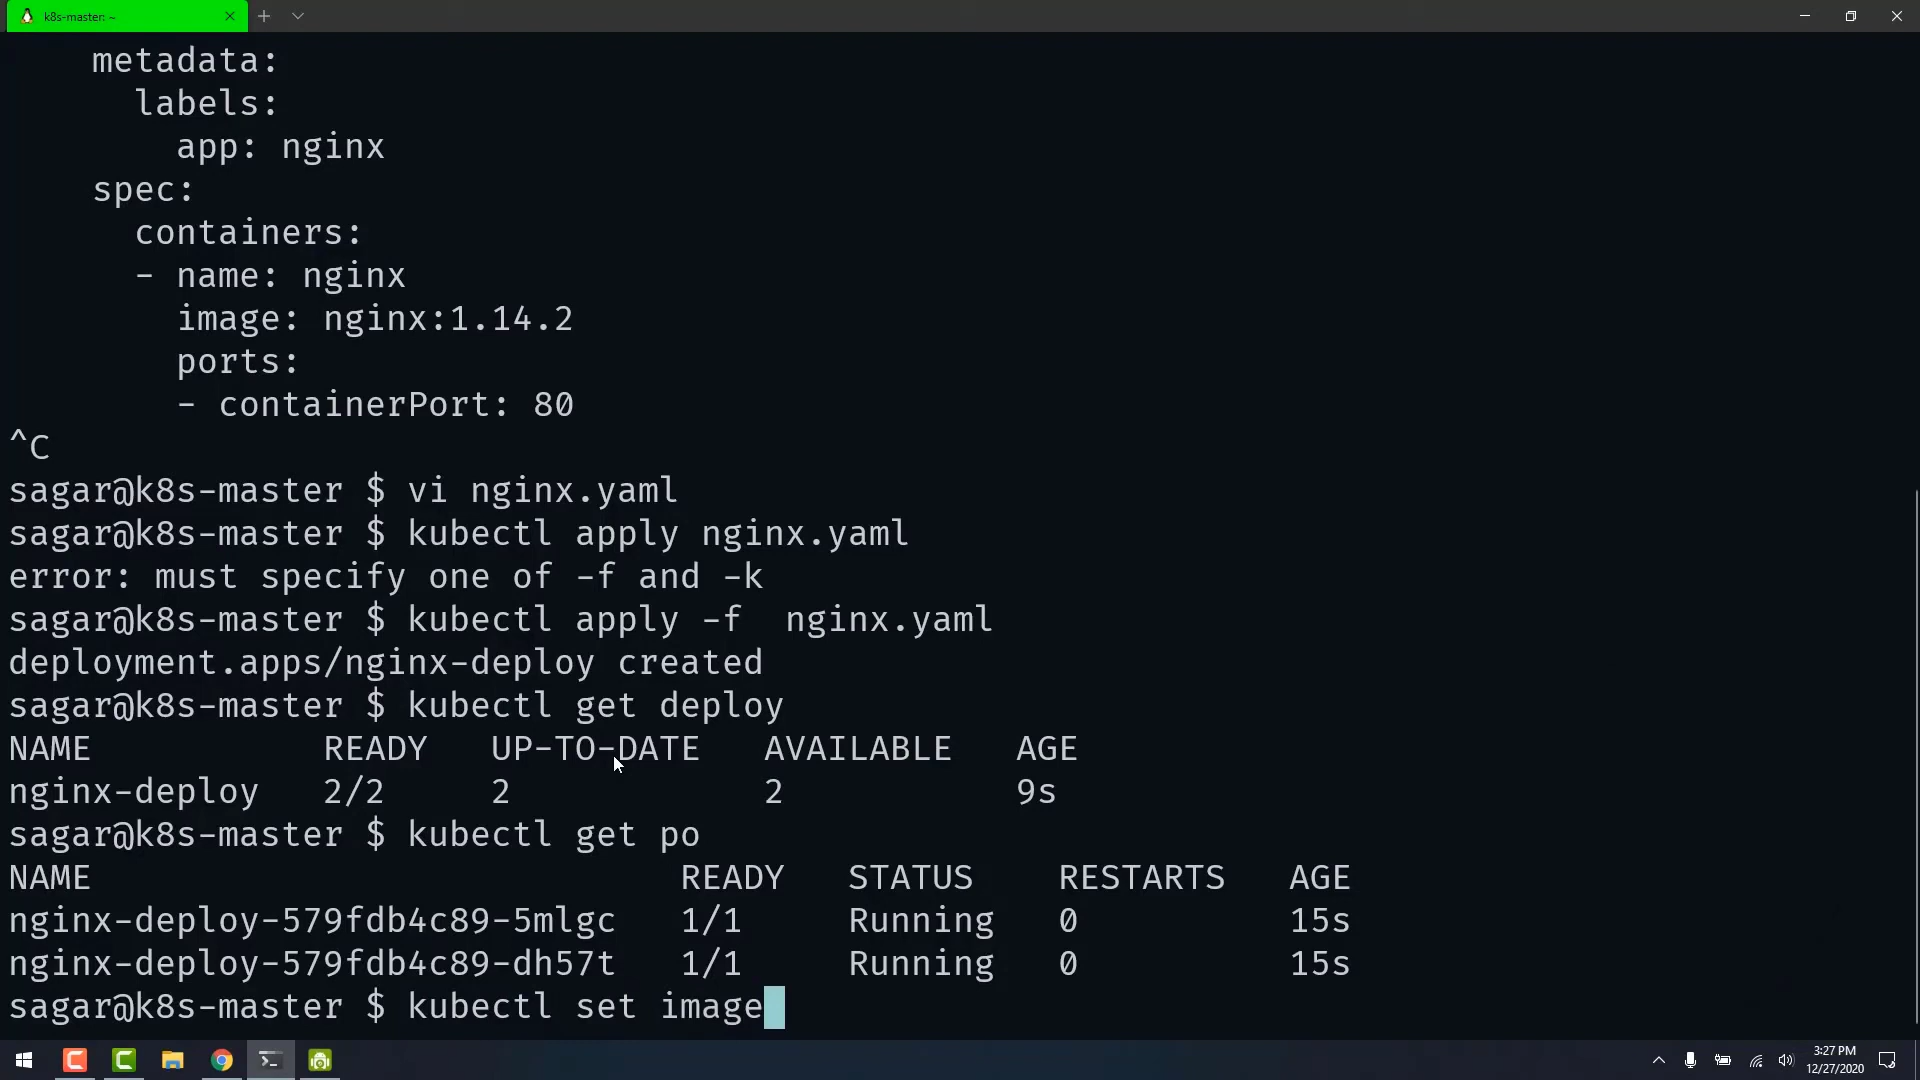 k8s-master: ~
metadata:
labels:
app: nginx
spec:
containers:
- name: nginx
image: nginx:1.14.2
ports:
- containerPort: 80
^C
sagar@k8s-master $ vi nginx.yaml
sagar@k8s-master $ kubectl apply nginx.yaml
error: must specify one of -f and -k
sagar@k8s-master $ kubectl apply -f  nginx.yaml
deployment.apps/nginx-deploy created
sagar@k8s-master $ kubectl get deploy
NAME READY UP-TO-DATE AVAILABLE AGE
nginx-deploy 2/2 2 2 9s
sagar@k8s-master $ kubectl get po
NAME READY STATUS RESTARTS AGE
nginx-deploy-579fdb4c89-5mlgc 1/1 Running 0 15s
nginx-deploy-579fdb4c89-dh57t 1/1 Running 0 15s
sagar@k8s-master $ kubectl set image
3:27 PM
12/27/2020